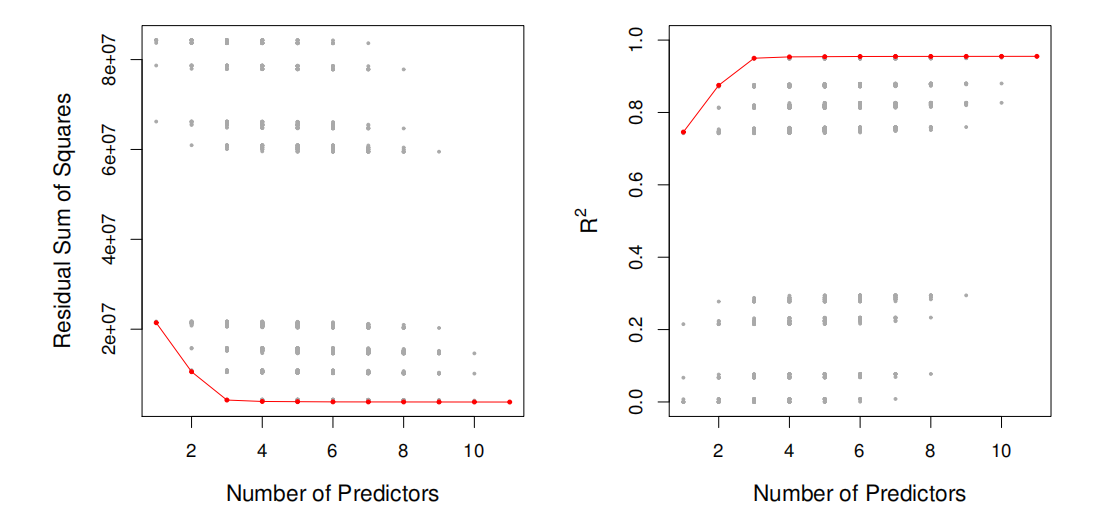 Residual Sum of Squares
8e+07
6e+07
4e+07
2e+07
2
4
6
8
10
Number of Predictors
R²
1.0
0.8
0.6
0.4
0.2
0.0
2
4
6
8
10
Number of Predictors